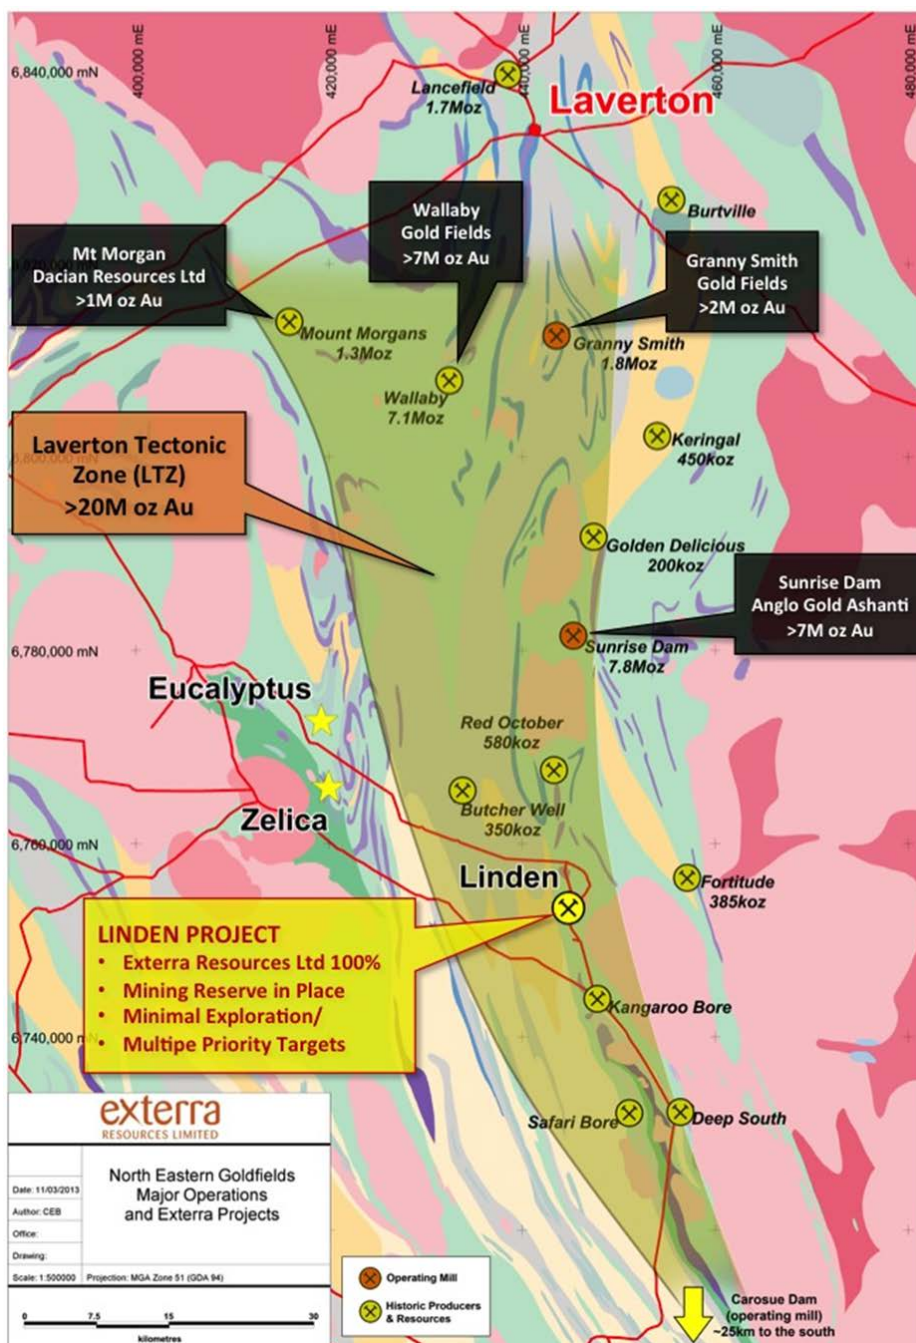 400,000 mE
420,000 mE
440,000 mE
460,000 mE
480,
6,840,000 mN
Lancefield
1.7Moz
Laverton
Burtville
Wallaby
Gold Fields
>7M oz Au
Mt Morgan
Dacian Resources Ltd
>1M oz Au
Granny Smith
Gold Fields
>2M oz Au
Mount Morgans
1.3Moz
Granny Smith
1.8Moz
Wallaby
7.1Moz
Laverton Tectonic
Zone (LTZ)
>20M oz Au
Keringal
450koz
6,800,000 mN
Golden Delicious
200koz
Sunrise Dam
Anglo Gold Ashanti
>7M oz Au
6,780,000 mN
Sunrise Dam
7.8Moz
Eucalyptus
Red October
580koz
Zelica
Butcher Well
350koz
6,760,000 mN
Linden
Fortitude
385koz
LINDEN PROJECT
• Exterra Resources Ltd 100%
• Mining Reserve in Place
• Minimal Exploration/
• Multipe Priority Targets
Kangaroo Bore
6,740,000 mN
Safari Bore
Deep South
exterra
RESOURCES LIMITED
North Eastern Goldfields
Major Operations
and Exterra Projects
Date: 11/03/2013
Author: CEB
Office:
Drawing:
Scale: 1:500000
Projection: MGA Zone 51 (GDA 94)
0 7.5 15 30
kilometres
Operating Mill
Historic Producers
& Resources
Carosue Dam
(operating mill)
~25km to the south